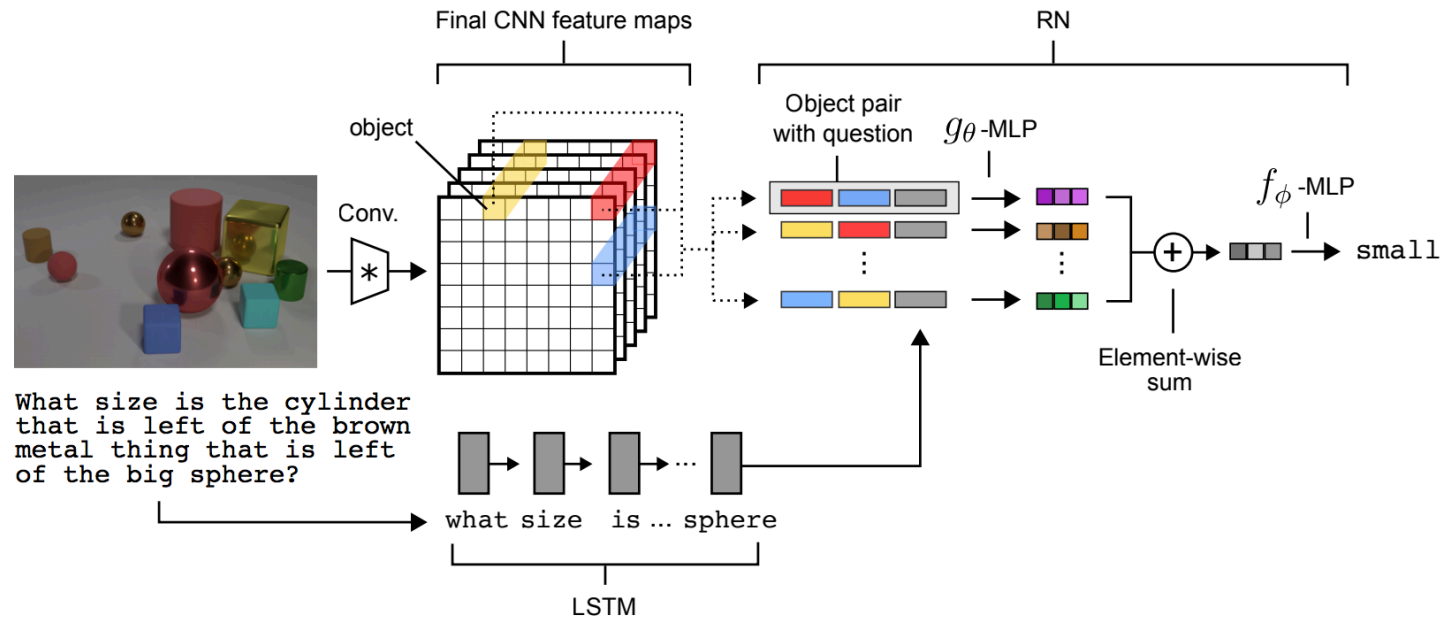 Final CNN feature maps
RN
object
Object pair
with question
gθ-MLP
fϕ-MLP
Conv.
*
...
+
small
Element-wise
sum
What size is the cylinder
that is left of the brown
metal thing that is left
of the big sphere?
...
what size is ... sphere
LSTM